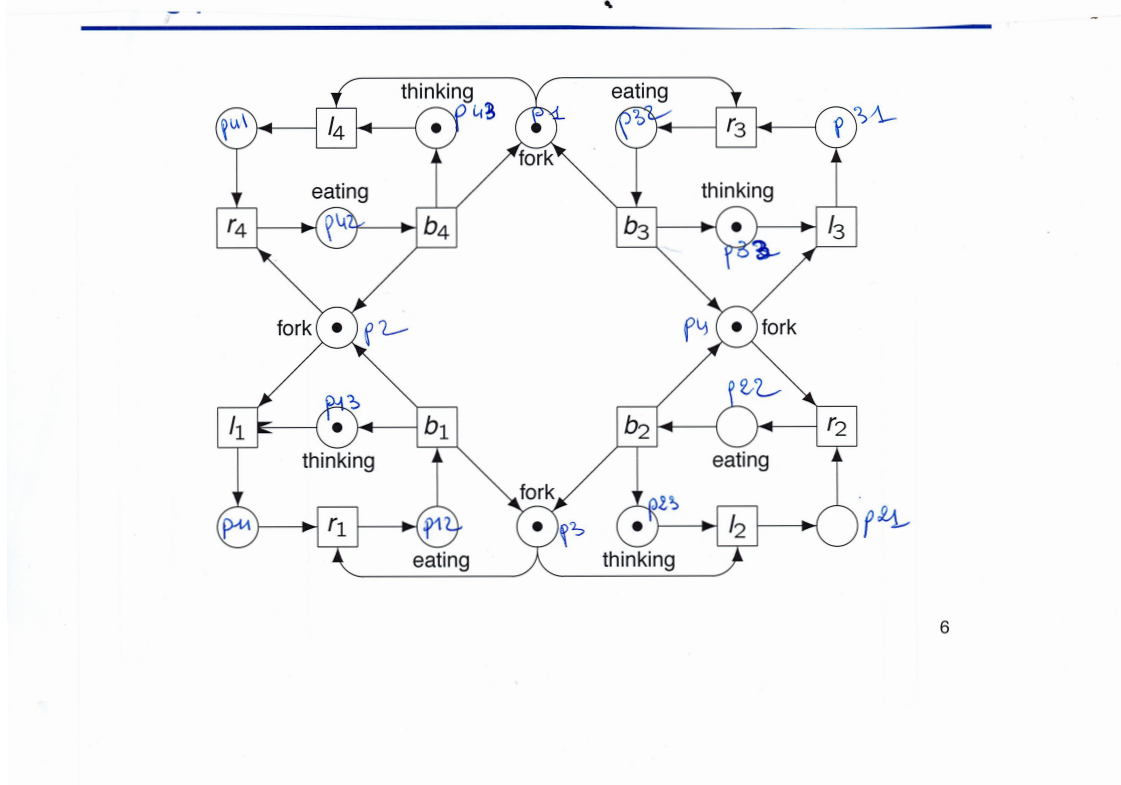 thinking eating
p41 l4 p43 p1 p32 r3 p31
fork
eating thinking
r4 p42 b4 b3 l3
p33
fork p2 p4 fork
p13 p22
l1 b1 b2 r2
thinking eating
fork p23
p11 r1 p12 p3 l2 p21
eating thinking
6